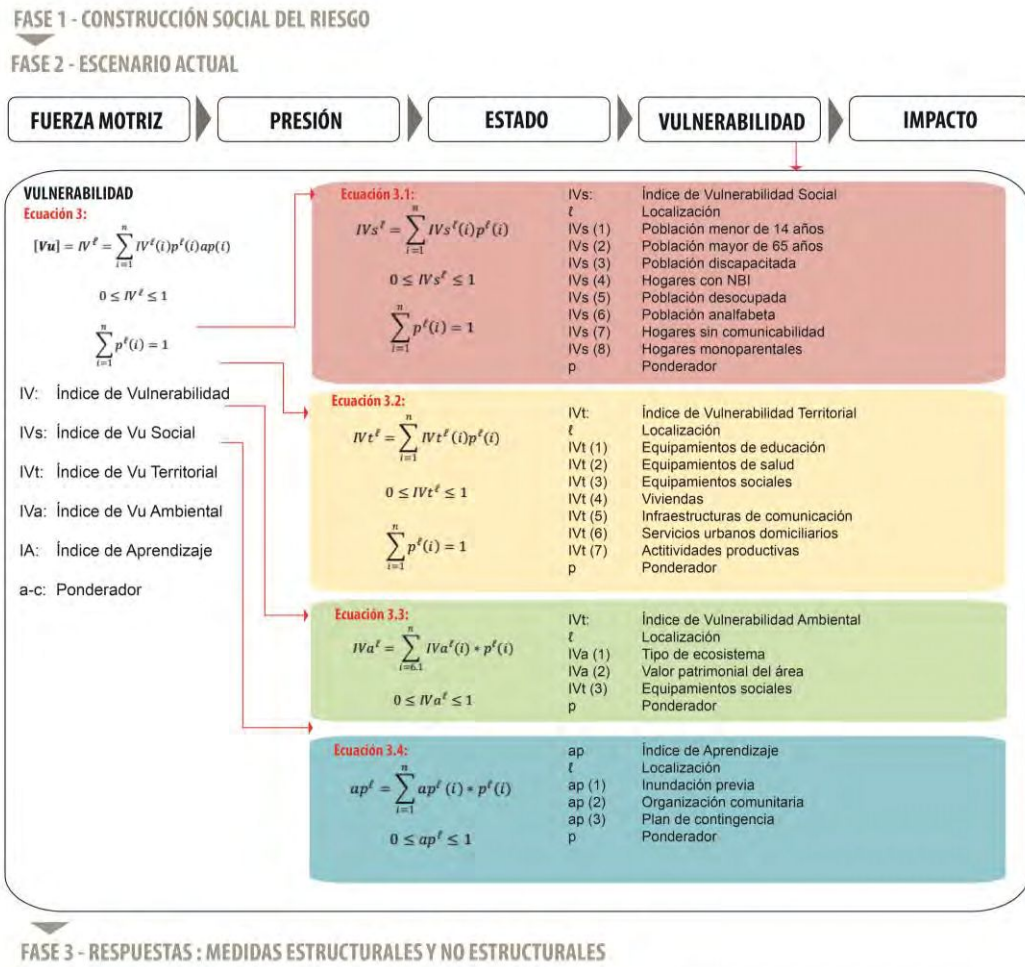 FASE 1 - CONSTRUCCIÓN SOCIAL DEL RIESGO
FASE 2 - ESCENARIO ACTUAL
FUERZA MOTRIZ
PRESIÓN
ESTADO
VULNERABILIDAD
IMPACTO
VULNERABILIDAD
Ecuación 3:
[Vu] = IV^ℓ = ∑_{i=1}^{n} IV^ℓ(i)p^ℓ(i)ap(i)
0 ≤ IV^ℓ ≤ 1
∑_{i=1}^{n} p^ℓ(i) = 1
IV: Índice de Vulnerabilidad
IVs: Índice de Vu Social
IVt: Índice de Vu Territorial
IVa: Índice de Vu Ambiental
IA: Índice de Aprendizaje
a-c: Ponderador
Ecuación 3.1:
IVs^ℓ = ∑_{i=1}^{n} IVs^ℓ(i)p^ℓ(i)
0 ≤ IVs^ℓ ≤ 1
∑_{i=1}^{n} p^ℓ(i) = 1
IVs: Índice de Vulnerabilidad Social
ℓ Localización
IVs (1) Población menor de 14 años
IVs (2) Población mayor de 65 años
IVs (3) Población discapacitada
IVs (4) Hogares con NBI
IVs (5) Población desocupada
IVs (6) Población analfabeta
IVs (7) Hogares sin comunicabilidad
IVs (8) Hogares monoparentales
p Ponderador
Ecuación 3.2:
IVt^ℓ = ∑_{i=1}^{n} IVt^ℓ (i)p^ℓ(i)
0 ≤ IVt^ℓ ≤ 1
∑_{i=1}^{n} p^ℓ(i) = 1
IVt: Índice de Vulnerabilidad Territorial
ℓ Localización
IVt (1) Equipamientos de educación
IVt (2) Equipamientos de salud
IVt (3) Equipamientos sociales
IVt (4) Viviendas
IVt (5) Infraestructuras de comunicación
IVt (6) Servicios urbanos domiciliarios
IVt (7) Actitividades productivas
p Ponderador
Ecuación 3.3:
IVa^ℓ = ∑_{i=6.1}^{n} IVa^ℓ(i) * p^ℓ(i)
0 ≤ IVa^ℓ ≤ 1
IVt: Índice de Vulnerabilidad Ambiental
ℓ Localización
IVa (1) Tipo de ecosistema
IVa (2) Valor patrimonial del área
IVt (3) Equipamientos sociales
p Ponderador
Ecuación 3.4:
ap^ℓ = ∑_{i=1}^{n} ap^ℓ (i) * p^ℓ(i)
0 ≤ ap^ℓ ≤ 1
ap Índice de Aprendizaje
ℓ Localización
ap (1) Inundación previa
ap (2) Organización comunitaria
ap (3) Plan de contingencia
p Ponderador
FASE 3 - RESPUESTAS : MEDIDAS ESTRUCTURALES Y NO ESTRUCTURALES